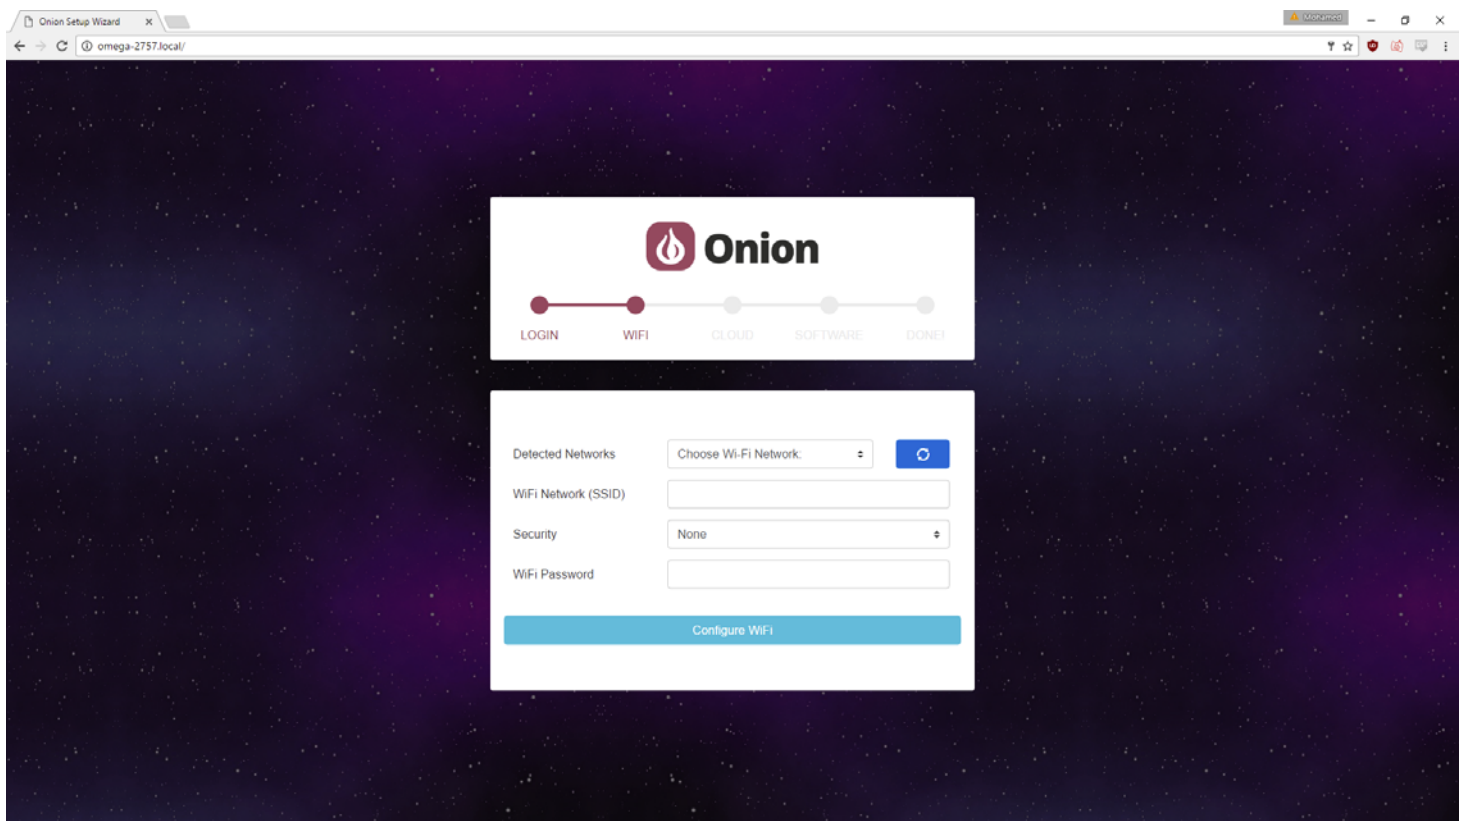 Onion Setup Wizard
Mohamed
omega-2757.local/
Onion
LOGIN WIFI CLOUD SOFTWARE DONE!
Detected Networks Choose Wi-Fi Network:
WiFi Network (SSID)
Security None
WiFi Password
Configure WiFi